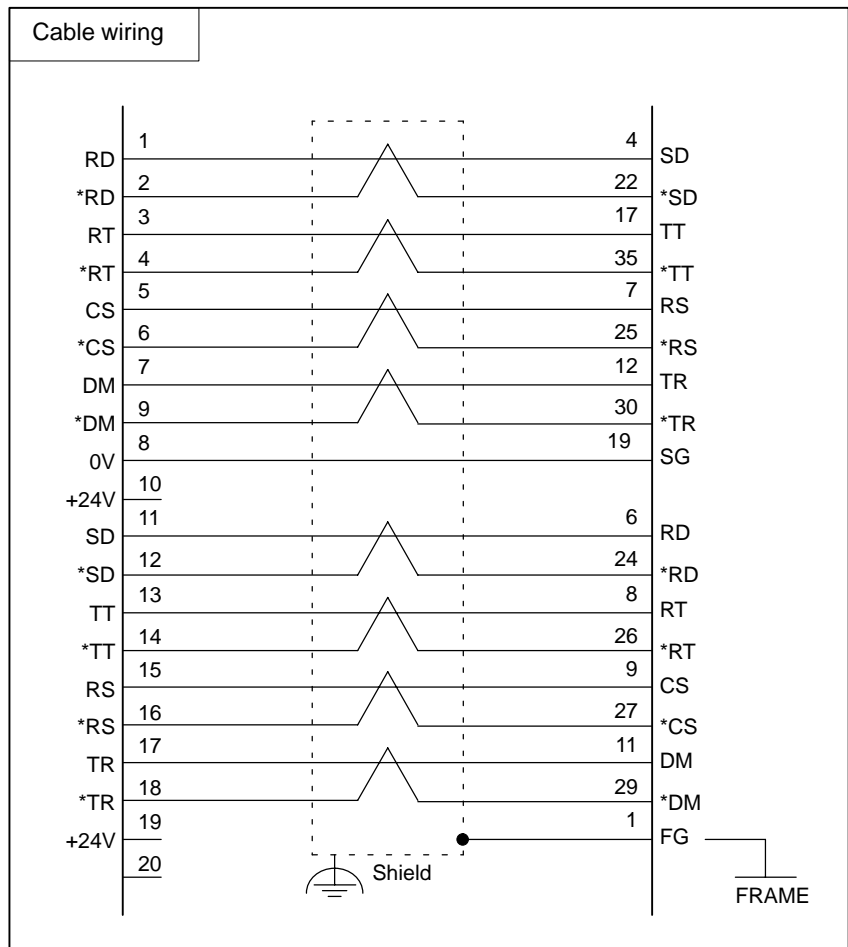 Cable wiring
1 4
RD SD
2 22
*RD *SD
3 17
RT TT
4 35
*RT *TT
5 7
CS RS
6 25
*CS *RS
7 12
DM TR
9 30
*DM *TR
8 19
0V SG
10
+24V
11 6
SD RD
12 24
*SD *RD
13 8
TT RT
14 26
*TT *RT
15 9
RS CS
16 27
*RS *CS
17 11
TR DM
18 29
*TR *DM
19 1
+24V FG
20
Shield
FRAME